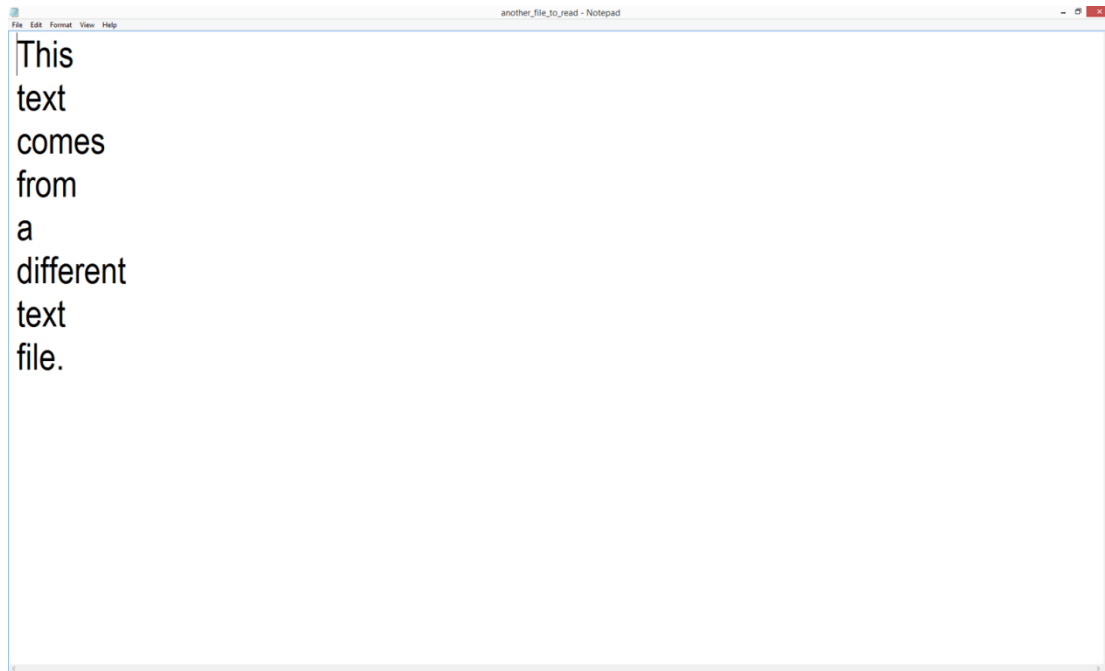 another_file_to_read - Notepad
File Edit Format View Help
This
text
comes
from
a
different
text
file.